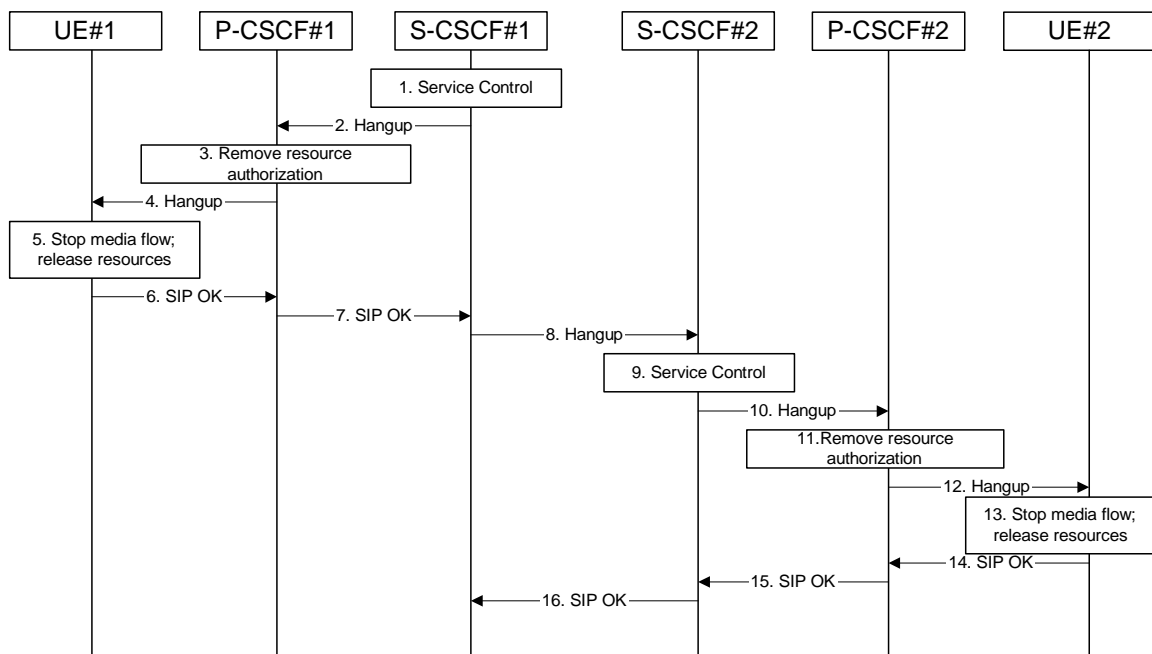 UE#1 P-CSCF#1 S-CSCF#1 S-CSCF#2 P-CSCF#2 UE#2
1. Service Control
2. Hangup
3. Remove resource
authorization
4. Hangup
5. Stop media flow;
release resources
6. SIP OK
7. SIP OK
8. Hangup
9. Service Control
10. Hangup
11.Remove resource
authorization
12. Hangup
13. Stop media flow;
release resources
14. SIP OK
15. SIP OK
16. SIP OK